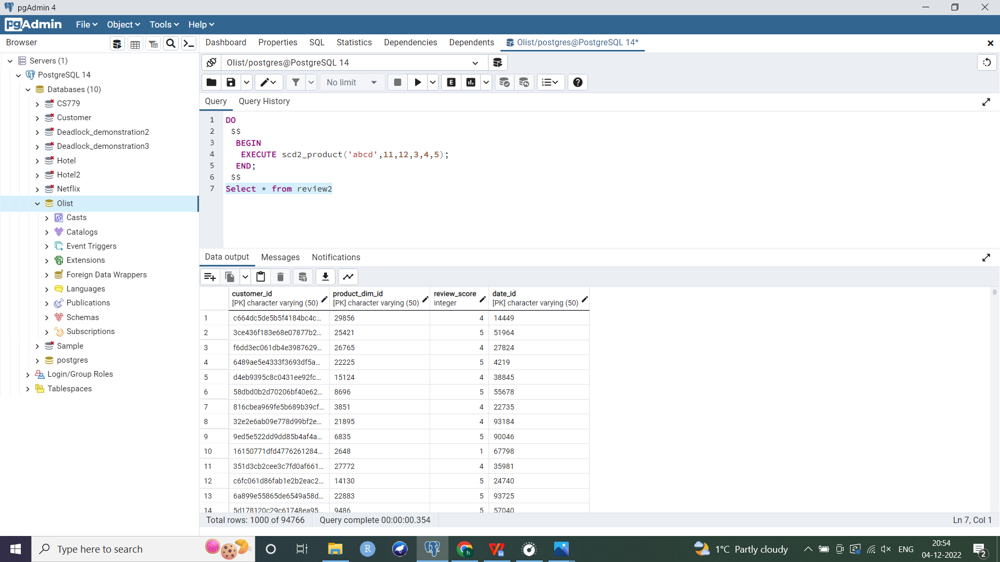 pgAdmin 4
pgAdmin File Object Tools Help
Browser
Dashboard Properties SQL Statistics Dependencies Dependents Olist/postgres@PostgreSQL 14*
Servers (1)
PostgreSQL 14
Databases (10)
CS779
Customer
Deadlock_demonstration2
Deadlock_demonstration3
Hotel
Hotel2
Netflix
Olist
Casts
Catalogs
Event Triggers
Extensions
Foreign Data Wrappers
Languages
Publications
Schemas
Subscriptions
Sample
postgres
Login/Group Roles
Tablespaces
Olist/postgres@PostgreSQL 14
No limit
E
Query Query History
1 DO
2 $$
3 BEGIN
4 EXECUTE scd2_product('abcd',11,12,3,4,5);
5 END;
6 $$
7 Select * from review2
Data output Messages Notifications
customer_id product_dim_id review_score date_id
[PK] character varying (50) [PK] character varying (50) integer [PK] character varying (50)
1 c664dc5de5b5f4184bc4c... 29856 4 14449
2 3ce436f183e68e07877b2... 25421 5 51964
3 f6dd3ec061db4e3987629... 26765 4 27824
4 6489ae5e4333f3693df5a... 22225 5 4219
5 d4eb9395c8c0431ee92fc... 15124 4 38845
6 58dbd0b2d70206bf40e62... 8696 5 55678
7 816cbea969fe5b689b39cf... 3851 4 22735
8 32e2e6ab09e778d99bf2e... 21895 4 93184
9 9ed5e522dd9dd85b4af4a... 6835 5 90046
10 16150771dfd4776261284... 2648 1 67798
11 351d3cb2cee3c7fd0af661... 27772 4 35981
12 c6fc061d86fab1e2b2eac2... 14130 5 24740
13 6a899e55865de6549a58d... 22883 5 93725
14 5d178120c29c61748ea95... 9486 5 57040
Total rows: 1000 of 94766 Query complete 00:00:00.354
Ln 7, Col 1
Type here to search
R
h
1°C Partly cloudy
ENG
20:54
04-12-2022
2